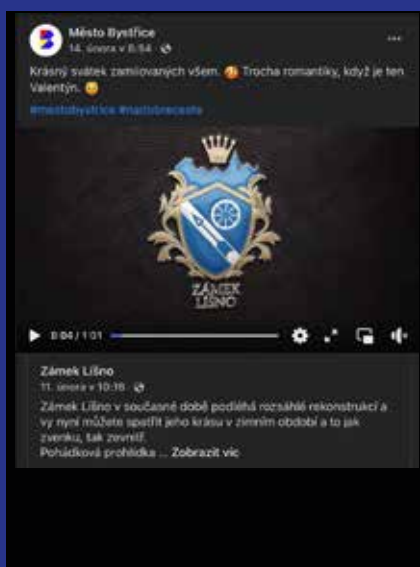 Město Bystřice
14. února v 8:54
Krásný svátek zamilovaných všem. Trocha romantiky, když je ten
Valentýn.
#mestobystrice #nadobreceste
ZÁMEK
LÍŠNO
0:04 / 1:01
Zámek Líšno
11. února v 10:16
Zámek Líšno v současné době podléhá rozsáhlé rekonstrukci a
vy nyní můžete spatřit jeho krásu v zimním období a to jak
zvenku, tak zevnitř.
Pohádková prohlídka ... Zobrazit víc